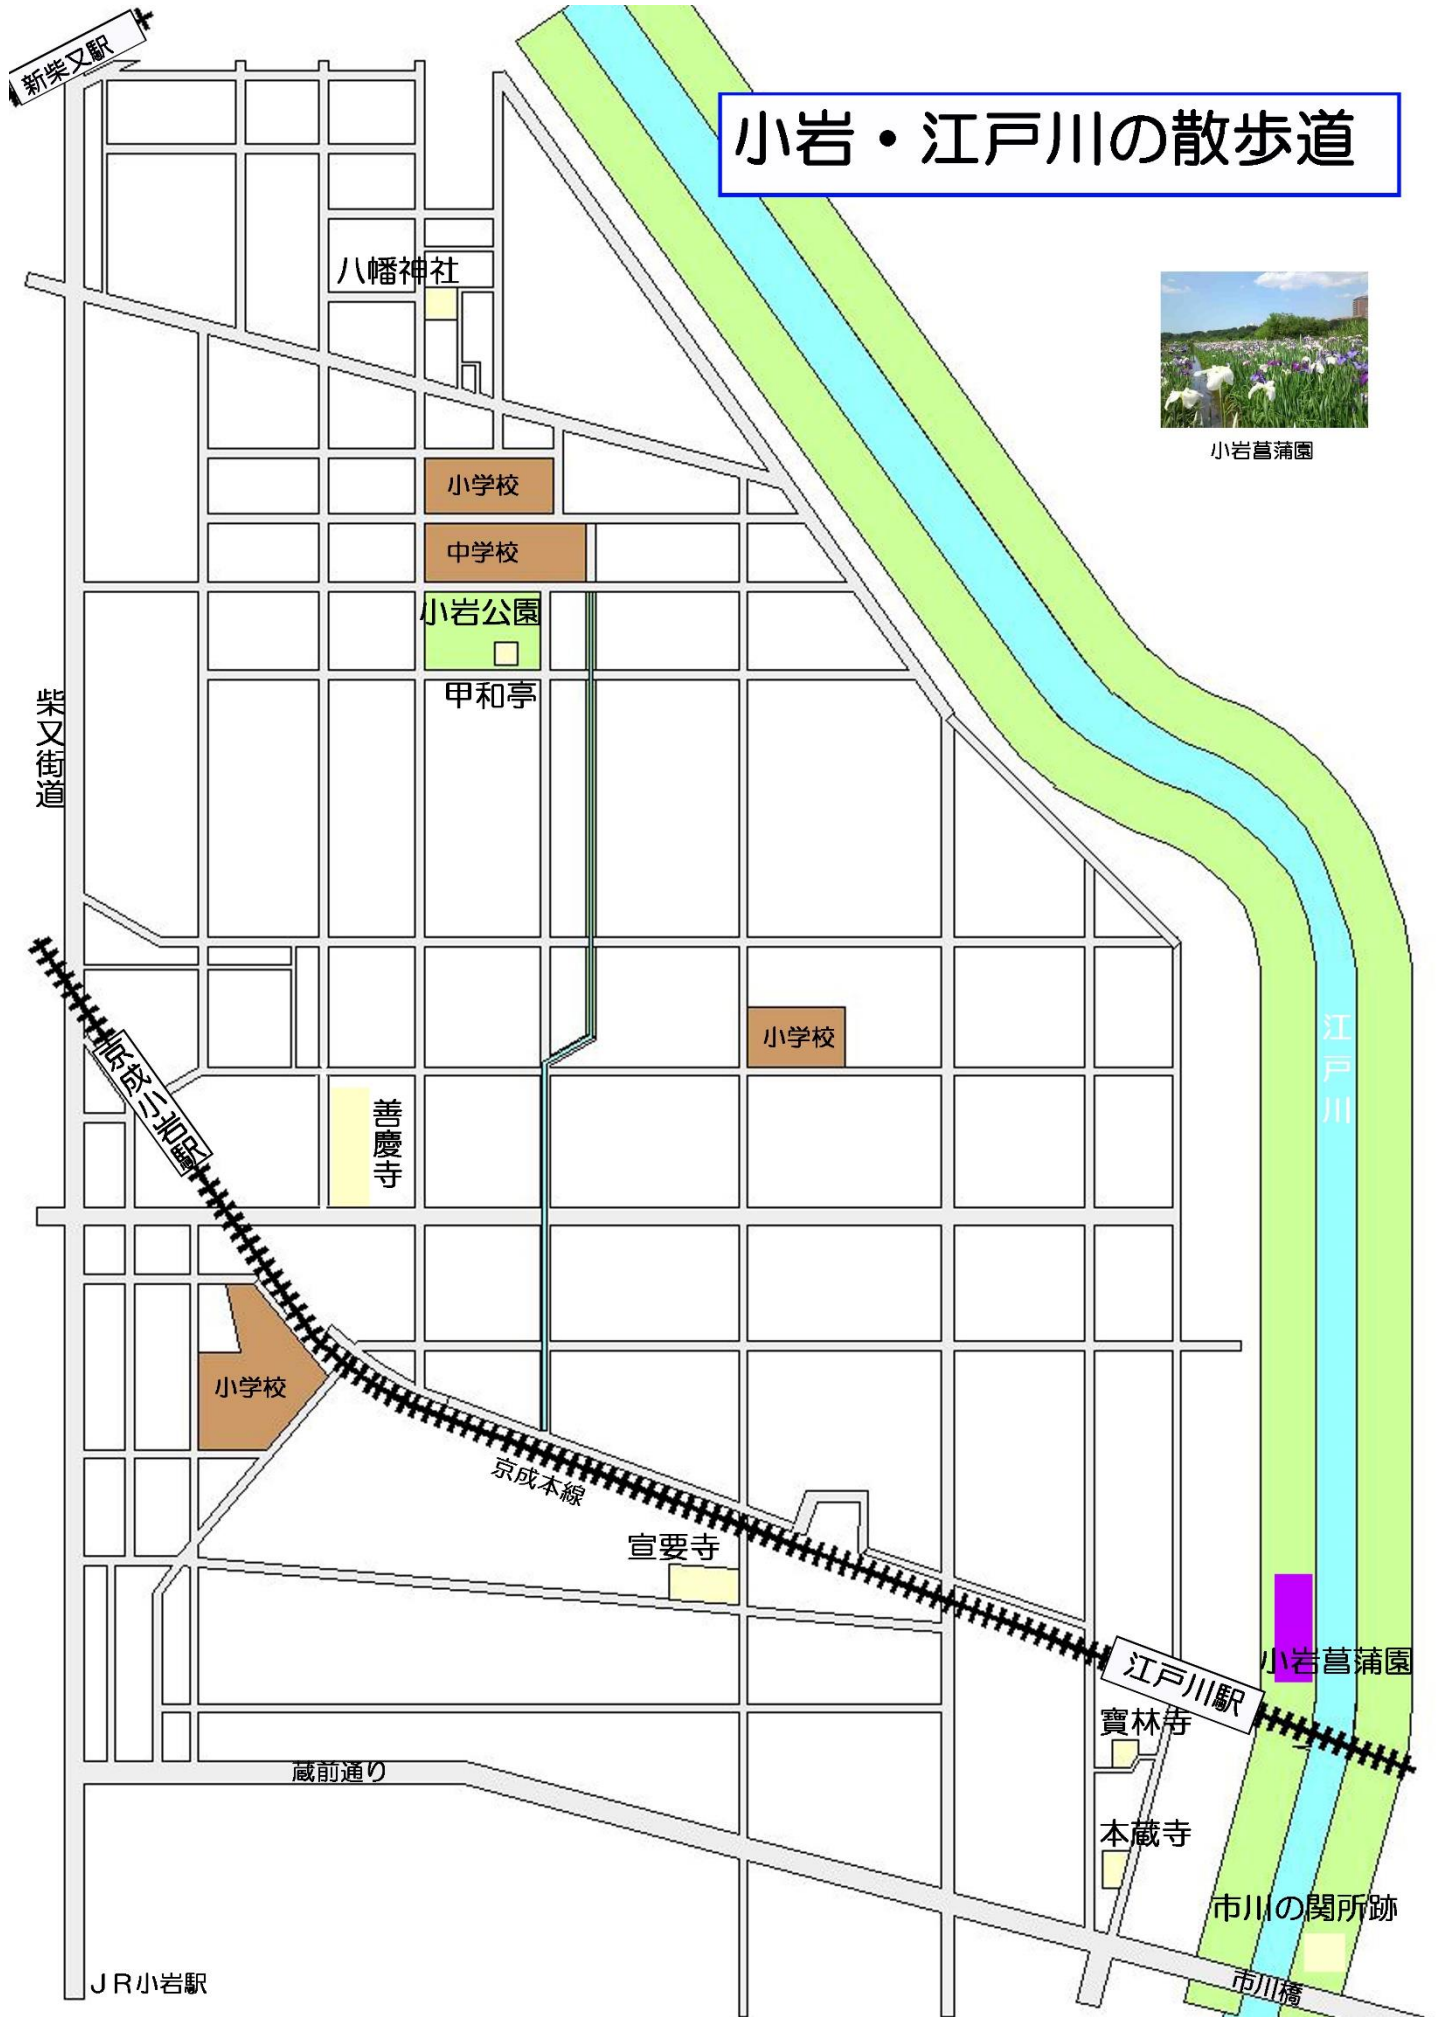 新柴又駅
小岩・江戸川の散歩道
八幡神社
小岩菖蒲園
小学校
中学校
小岩公園
甲和亭
柴又街道
江戸川
小学校
京成小岩駅
善慶寺
小学校
京成本線
宣要寺
小岩菖蒲園
江戸川駅
寶林寺
蔵前通り
本蔵寺
市川の関所跡
市川橋
JR小岩駅